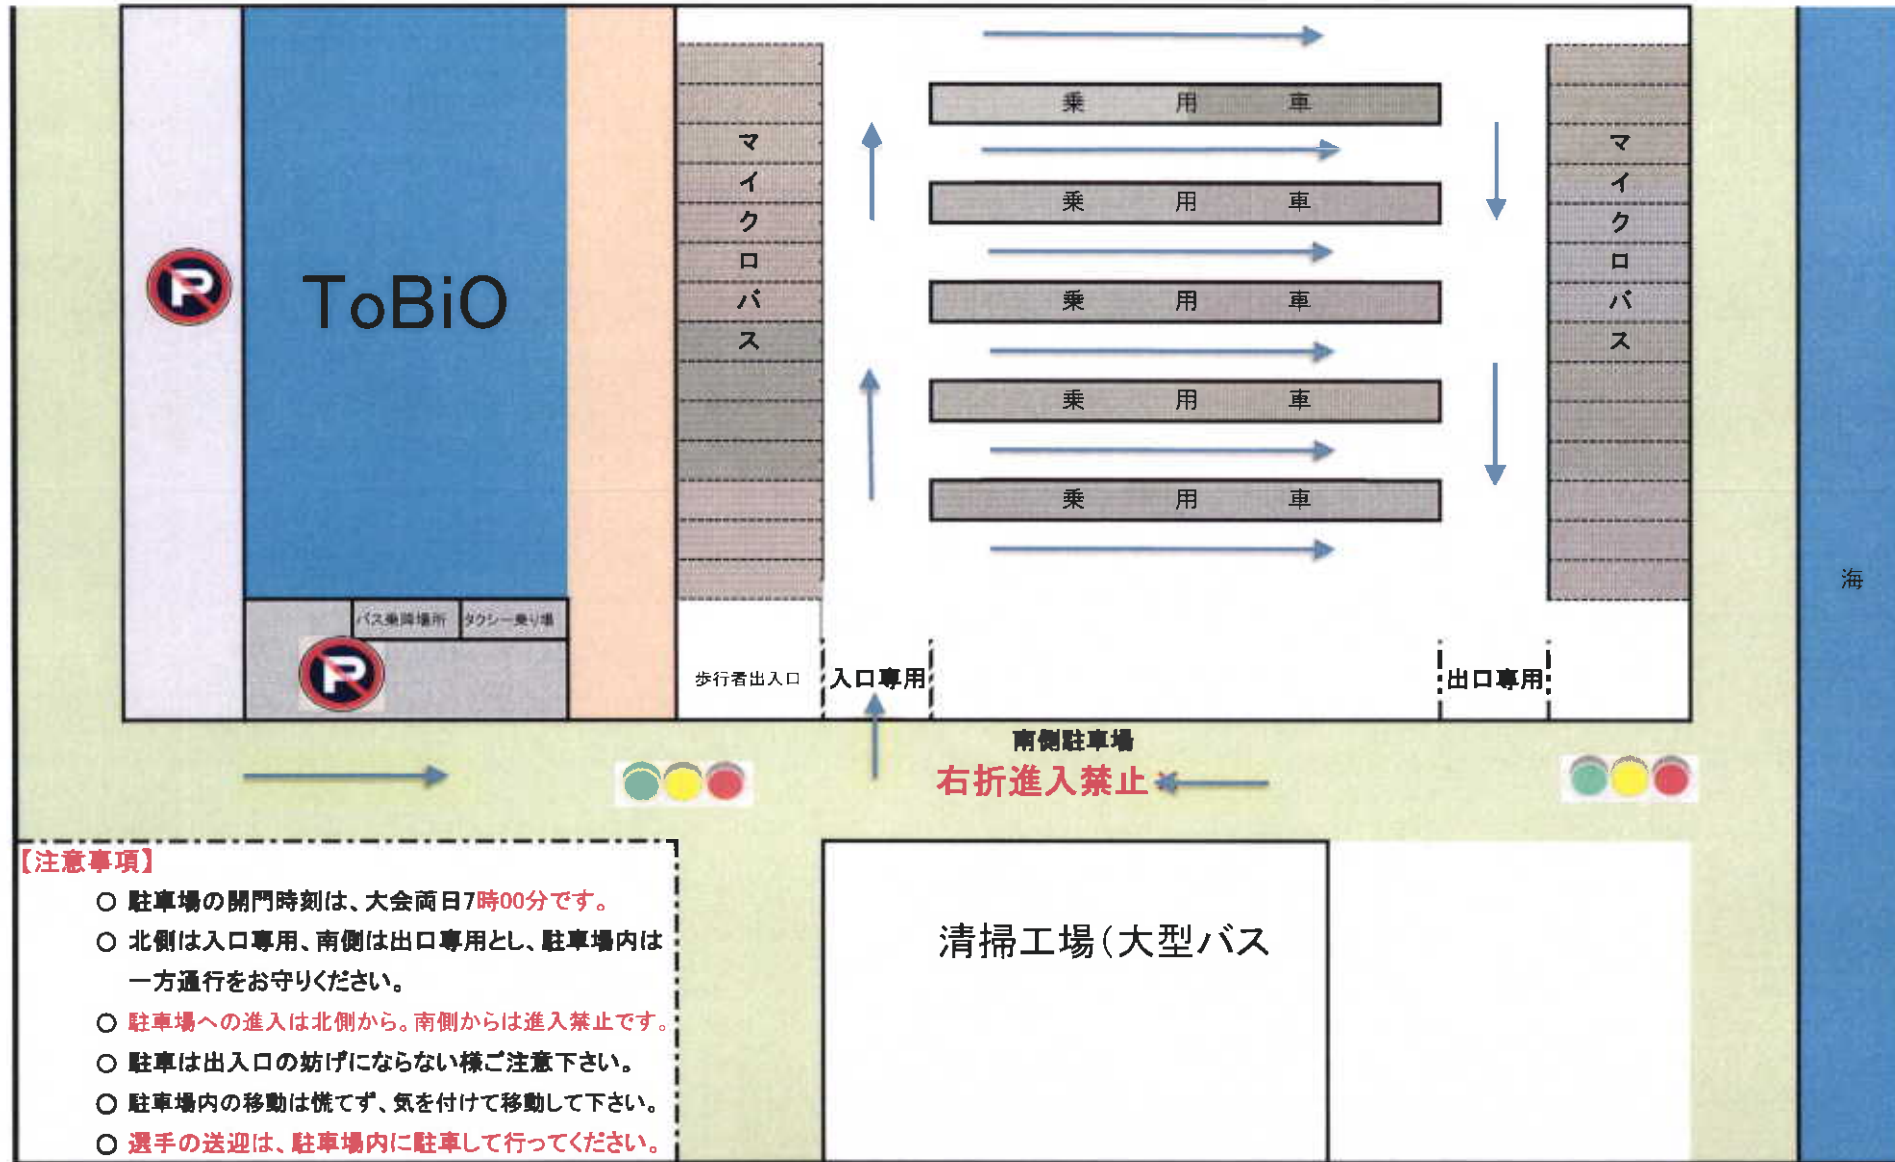 乗用車
マイクロバス
マイクロバス
乗用車
ToBiO
乗用車
乗用車
乗用車
海
バス乗降場所
タクシー乗り場
歩行者出入口
入口専用
出口専用
南側駐車場
右折進入禁止
【注意事項】
○ 駐車場の開門時刻は、大会両日7時00分です。
○ 北側は入口専用、南側は出口専用とし、駐車場内は
一方通行をお守りください。
○ 駐車場への進入は北側から。南側からは進入禁止です。
○ 駐車は出入口の妨げにならない様ご注意下さい。
○ 駐車場内の移動は慌てず、気を付けて移動して下さい。
○ 選手の送迎は、駐車場内に駐車して行ってください。
清掃工場(大型バス